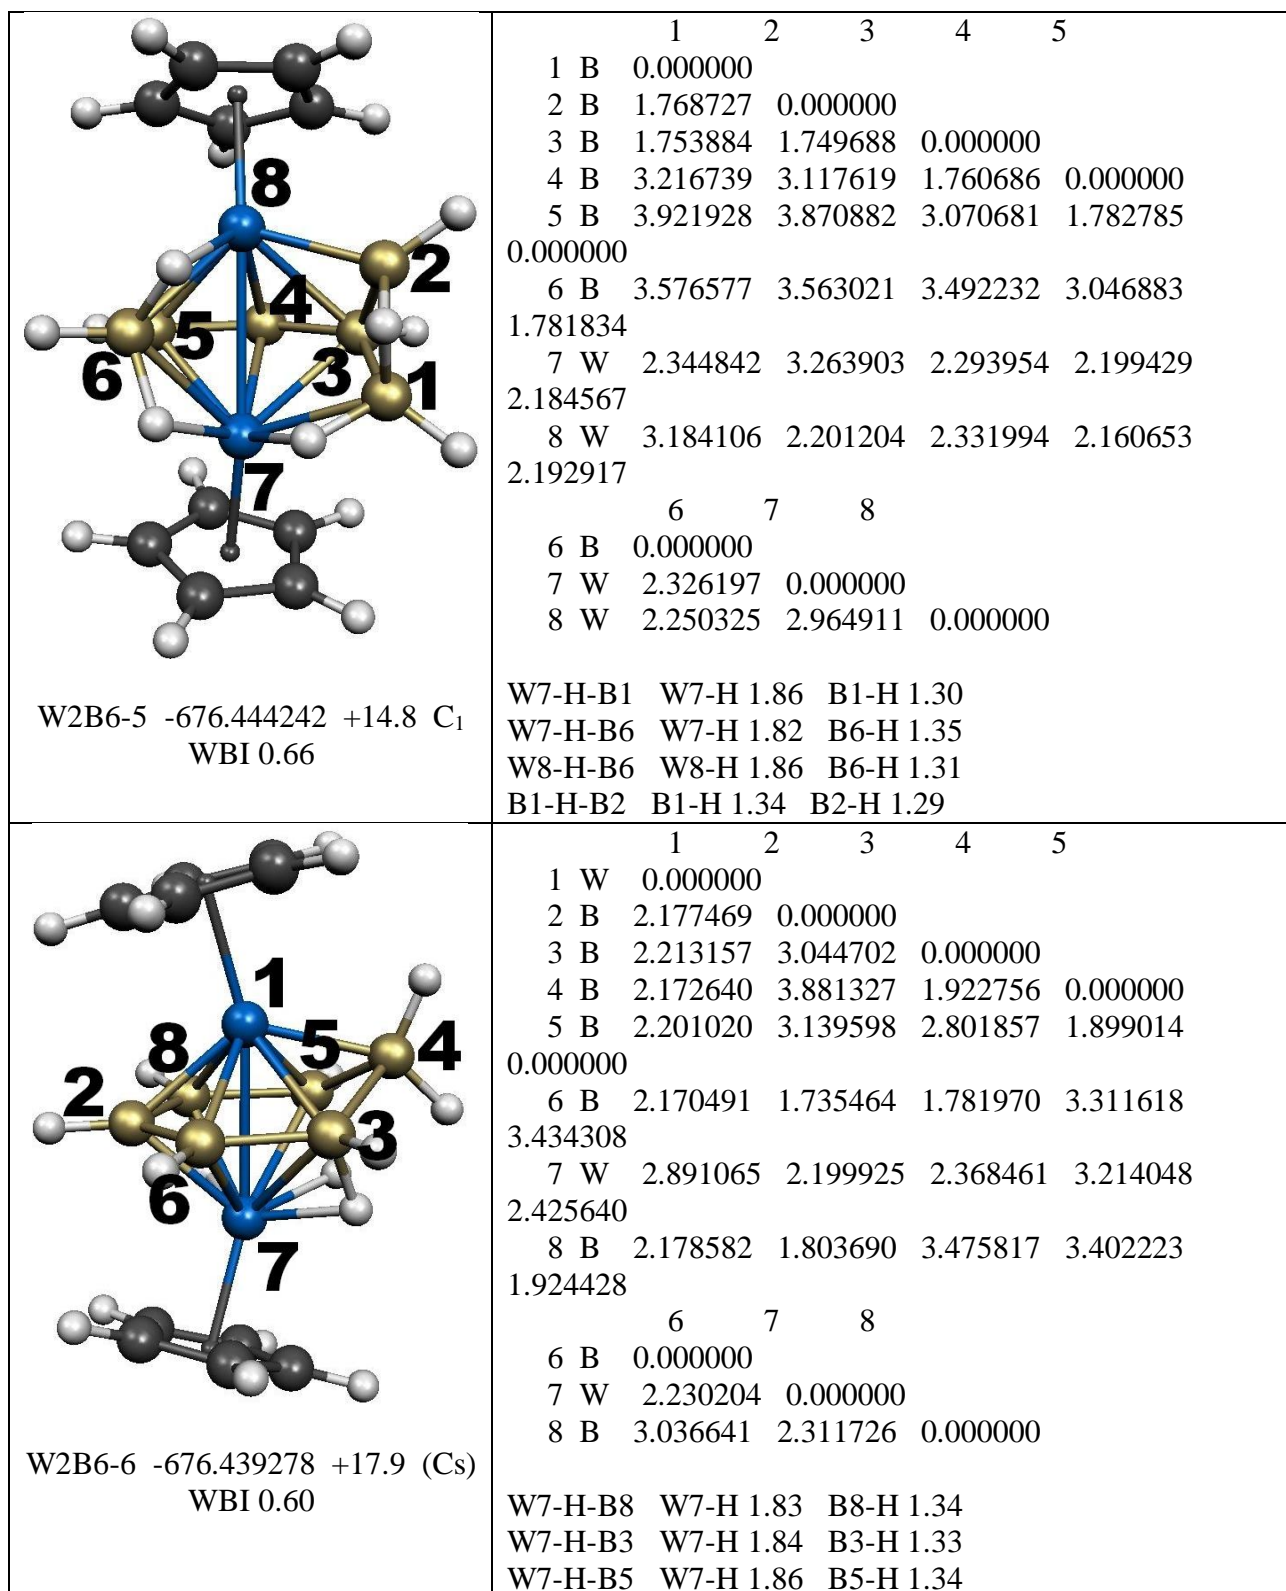 8
2
4
5
3
6
1
7
W2B6-5 -676.444242 +14.8 C₁
WBI 0.66
1 2 3 4 5
1 B 0.000000
2 B 1.768727 0.000000
3 B 1.753884 1.749688 0.000000
4 B 3.216739 3.117619 1.760686 0.000000
5 B 3.921928 3.870882 3.070681 1.782785
0.000000
6 B 3.576577 3.563021 3.492232 3.046883
1.781834
7 W 2.344842 3.263903 2.293954 2.199429
2.184567
8 W 3.184106 2.201204 2.331994 2.160653
2.192917
6 7 8
6 B 0.000000
7 W 2.326197 0.000000
8 W 2.250325 2.964911 0.000000
W7-H-B1 W7-H 1.86 B1-H 1.30
W7-H-B6 W7-H 1.82 B6-H 1.35
W8-H-B6 W8-H 1.86 B6-H 1.31
B1-H-B2 B1-H 1.34 B2-H 1.29
1
8
5
4
2
3
6
7
W2B6-6 -676.439278 +17.9 (Cs)
WBI 0.60
1 2 3 4 5
1 W 0.000000
2 B 2.177469 0.000000
3 B 2.213157 3.044702 0.000000
4 B 2.172640 3.881327 1.922756 0.000000
5 B 2.201020 3.139598 2.801857 1.899014
0.000000
6 B 2.170491 1.735464 1.781970 3.311618
3.434308
7 W 2.891065 2.199925 2.368461 3.214048
2.425640
8 B 2.178582 1.803690 3.475817 3.402223
1.924428
6 7 8
6 B 0.000000
7 W 2.230204 0.000000
8 B 3.036641 2.311726 0.000000
W7-H-B8 W7-H 1.83 B8-H 1.34
W7-H-B3 W7-H 1.84 B3-H 1.33
W7-H-B5 W7-H 1.86 B5-H 1.34